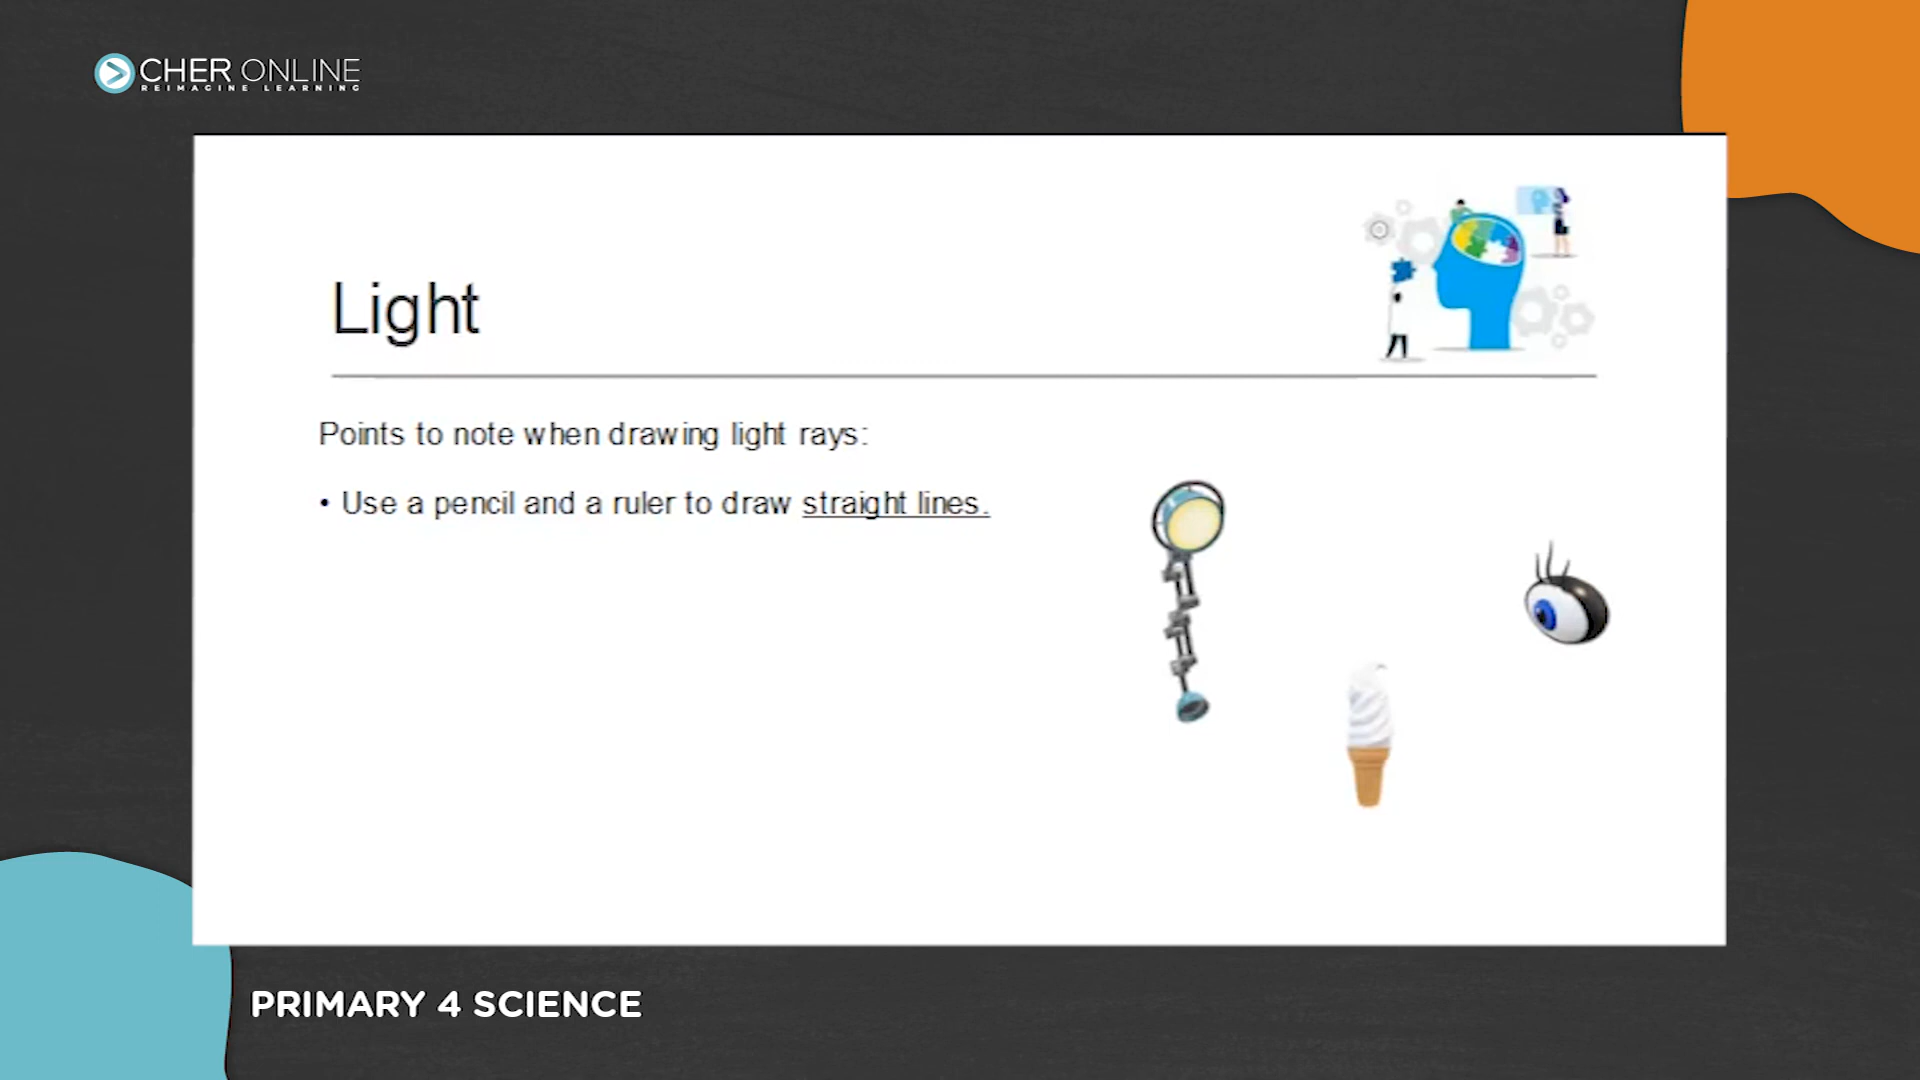 CHER ONLINE
REIMAGINE LEARNING
Light
Points to note when drawing light rays:
• Use a pencil and a ruler to draw straight lines.
PRIMARY 4 SCIENCE